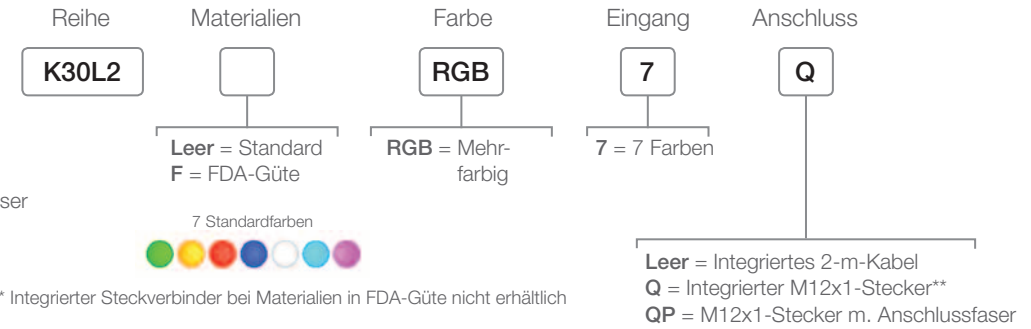 Reihe Materialien Farbe Eingang Anschluss
K30L2 RGB 7 Q
Leer = Standard
F = FDA-Güte
RGB = Mehr-
farbig
7 = 7 Farben
ser
7 Standardfarben
Leer = Integriertes 2-m-Kabel
Q = Integrierter M12x1-Stecker**
QP = M12x1-Stecker m. Anschlussfaser
* Integrierter Steckverbinder bei Materialien in FDA-Güte nicht erhältlich